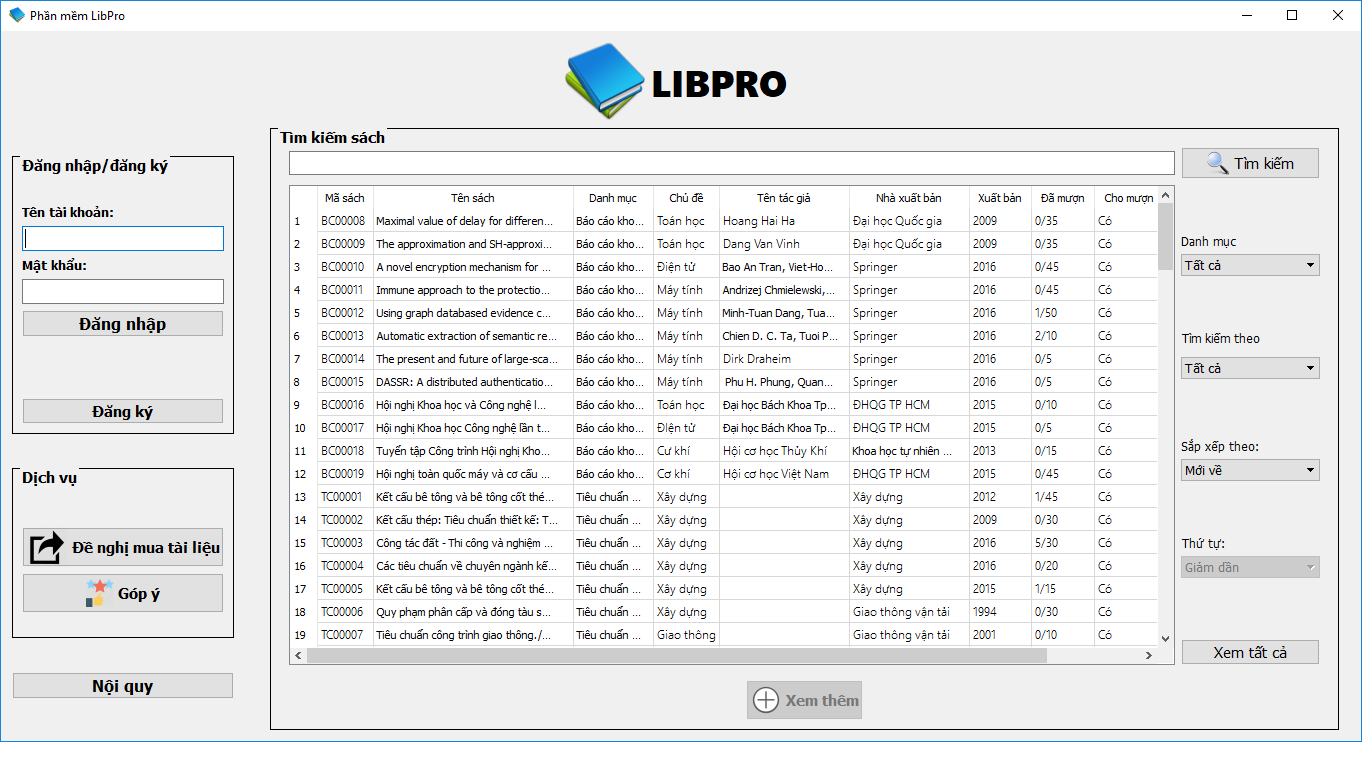 Phần mềm LibPro
LIBPRO
Đăng nhập/đăng ký
Tên tài khoản:
Mật khẩu:
Đăng nhập
Đăng ký
Dịch vụ
Đề nghị mua tài liệu
Góp ý
Nội quy
Tìm kiếm sách
Tìm kiếm
Mã sách Tên sách Danh mục Chủ đề Tên tác giả Nhà xuất bản Xuất bản Đã mượn Cho mượn
1 BC00008 Maximal value of delay for differen... Báo cáo kho... Toán học Hoang Hai Ha Đại học Quốc gia 2009 0/35 Có
2 BC00009 The approximation and SH-approxi... Báo cáo kho... Toán học Dang Van Vinh Đại học Quốc gia 2009 0/35 Có
3 BC00010 A novel encryption mechanism for ... Báo cáo kho... Điện tử Bao An Tran, Viet-Ho... Springer 2016 0/45 Có
4 BC00011 Immune approach to the protectio... Báo cáo kho... Máy tính Andrizej Chmielewski,... Springer 2016 0/45 Có
5 BC00012 Using graph databased evidence c... Báo cáo kho... Máy tính Minh-Tuan Dang, Tua... Springer 2016 1/50 Có
6 BC00013 Automatic extraction of semantic re... Báo cáo kho... Máy tính Chien D. C. Ta, Tuoi P... Springer 2016 2/10 Có
7 BC00014 The present and future of large-sca... Báo cáo kho... Máy tính Dirk Draheim Springer 2016 0/5 Có
8 BC00015 DASSR: A distributed authenticatio... Báo cáo kho... Máy tính Phu H. Phung, Quan... Springer 2016 0/5 Có
9 BC00016 Hội nghị Khoa học và Công nghệ l... Báo cáo kho... Toán học Đại học Bách Khoa Tp... ĐHQG TP HCM 2015 0/10 Có
10 BC00017 Hội nghị Khoa học Công nghệ lần t... Báo cáo kho... ĐIện tử Đại học Bách Khoa Tp... ĐHQG TP HCM 2015 0/5 Có
11 BC00018 Tuyển tập Công trình Hội nghị Kho... Báo cáo kho... Cư khí Hội cơ học Thủy Khí Khoa học tự nhiên ... 2013 0/15 Có
12 BC00019 Hội nghị toàn quốc máy và cơ cấu ... Báo cáo kho... Cơ khí Hội cơ học Việt Nam ĐHQG TP HCM 2015 0/45 Có
13 TC00001 Kết cấu bê tông và bê tông cốt thé... Tiêu chuẩn ... Xây dựng Xây dựng 2012 1/45 Có
14 TC00002 Kết cấu thép: Tiêu chuẩn thiết kế: T... Tiêu chuẩn ... Xây dựng Xây dựng 2009 0/30 Có
15 TC00003 Công tác đất - Thi công và nghiệm ... Tiêu chuẩn ... Xây dựng Xây dựng 2016 5/30 Có
16 TC00004 Các tiêu chuẩn về chuyên ngành kế... Tiêu chuẩn ... Xây dựng Xây dựng 2016 0/20 Có
17 TC00005 Kết cấu bê tông và bê tông cốt thé... Tiêu chuẩn ... Xây dựng Xây dựng 2015 1/15 Có
18 TC00006 Quy phạm phân cấp và đóng tàu s... Tiêu chuẩn ... Xây dựng Giao thông vận tải 1994 0/30 Có
19 TC00007 Tiêu chuẩn công trình giao thông./... Tiêu chuẩn ... Giao thông Giao thông vận tải 2001 0/10 Có
Xem thêm
Danh mục
Tất cả
Tìm kiếm theo
Tất cả
Sắp xếp theo:
Mới về
Thứ tự:
Giảm dần
Xem tất cả